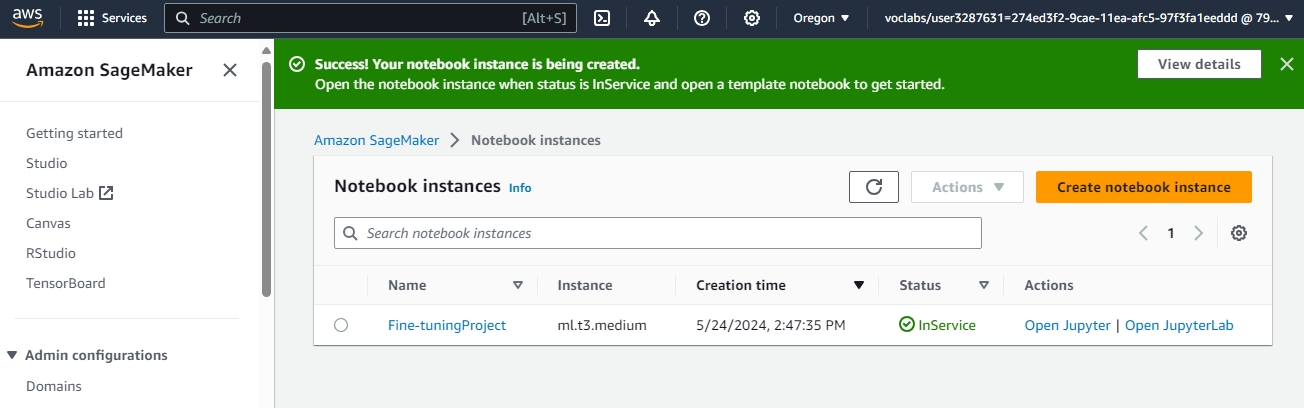 aws Services Search [Alt+S] Oregon voclabs/user3287631=274ed3f2-9cae-11ea-afc5-97f3fa1eeddd @ 79...
Amazon SageMaker
Getting started
Studio
Studio Lab
Canvas
RStudio
TensorBoard
Admin configurations
Domains
Success! Your notebook instance is being created.
Open the notebook instance when status is InService and open a template notebook to get started.
View details
Amazon SageMaker Notebook instances
Notebook instances Info
Actions
Create notebook instance
Search notebook instances
1
Name Instance Creation time Status Actions
Fine-tuningProject ml.t3.medium 5/24/2024, 2:47:35 PM InService Open Jupyter | Open JupyterLab